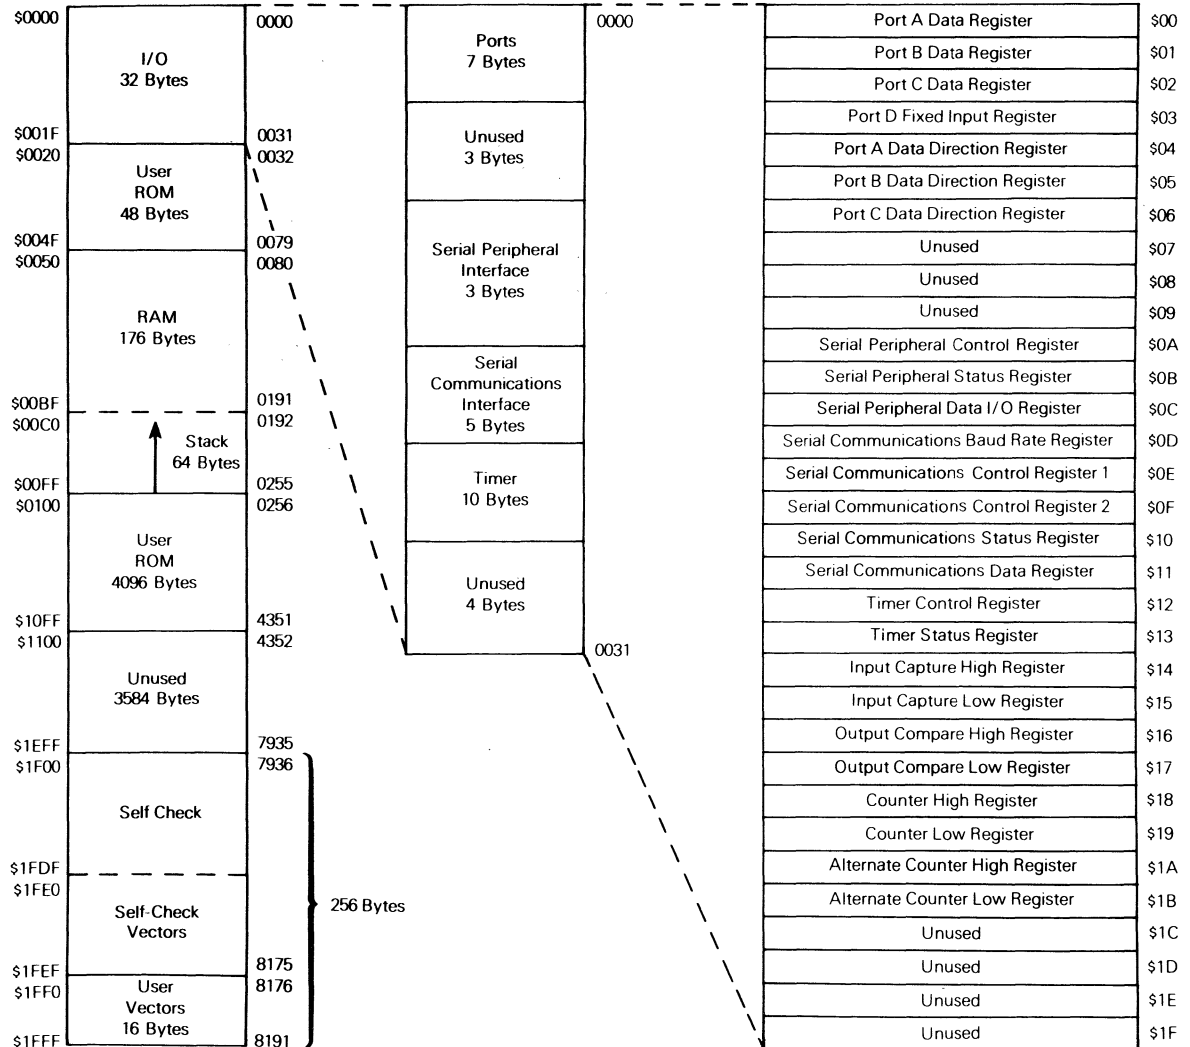 $0000
0000
I/O
32 Bytes
$001F
0031
$0020
0032
User
ROM
48 Bytes
$004F
0079
$0050
0080
RAM
176 Bytes
$00BF
0191
$00C0
0192
Stack
64 Bytes
$00FF
0255
$0100
0256
User
ROM
4096 Bytes
$10FF
4351
$1100
4352
Unused
3584 Bytes
$1EFF
7935
$1F00
7936
Self Check
$1FDF
$1FE0
Self-Check
Vectors
$1FEF
8175
$1FF0
8176
User
Vectors
16 Bytes
$1FFF
8191
256 Bytes
0000
Ports
7 Bytes
Unused
3 Bytes
Serial Peripheral
Interface
3 Bytes
Serial
Communications
Interface
5 Bytes
Timer
10 Bytes
Unused
4 Bytes
0031
Port A Data Register $00
Port B Data Register $01
Port C Data Register $02
Port D Fixed Input Register $03
Port A Data Direction Register $04
Port B Data Direction Register $05
Port C Data Direction Register $06
Unused $07
Unused $08
Unused $09
Serial Peripheral Control Register $0A
Serial Peripheral Status Register $0B
Serial Peripheral Data I/O Register $0C
Serial Communications Baud Rate Register $0D
Serial Communications Control Register 1 $0E
Serial Communications Control Register 2 $0F
Serial Communications Status Register $10
Serial Communications Data Register $11
Timer Control Register $12
Timer Status Register $13
Input Capture High Register $14
Input Capture Low Register $15
Output Compare High Register $16
Output Compare Low Register $17
Counter High Register $18
Counter Low Register $19
Alternate Counter High Register $1A
Alternate Counter Low Register $1B
Unused $1C
Unused $1D
Unused $1E
Unused $1F